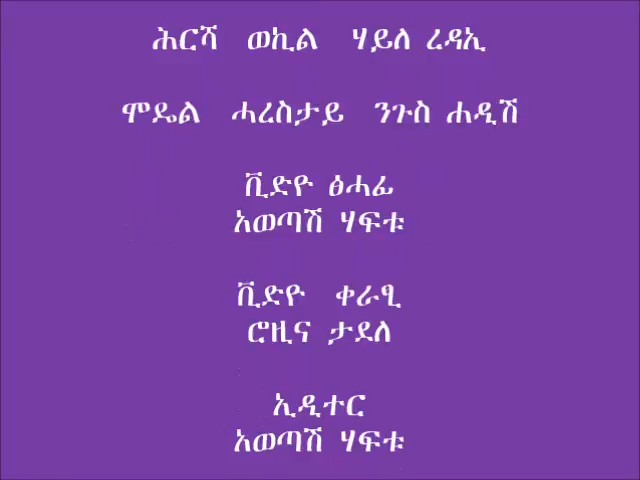 ሕርሻ ወኪል ሃይለ ረዳኢ
ሞዴል ሓረስታይ ንጉስ ሐዲሽ
ቪድዮ ፅሓፊ
አወጣሽ ሃፍቱ
ቪድዮ ቀራፂ
ሮዚና ታደለ
ኢዲተር
አወጣሽ ሃፍቱ